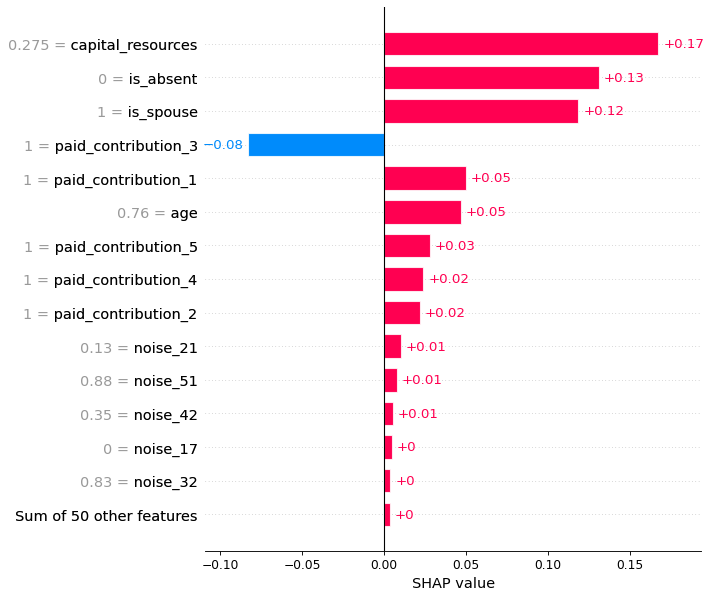 0.275 = capital_resources +0.17
0 = is_absent +0.13
1 = is_spouse +0.12
1 = paid_contribution_3 −0.08
1 = paid_contribution_1 +0.05
0.76 = age +0.05
1 = paid_contribution_5 +0.03
1 = paid_contribution_4 +0.02
1 = paid_contribution_2 +0.02
0.13 = noise_21 +0.01
0.88 = noise_51 +0.01
0.35 = noise_42 +0.01
0 = noise_17 +0
0.83 = noise_32 +0
Sum of 50 other features +0
−0.10 −0.05 0.00 0.05 0.10 0.15
SHAP value